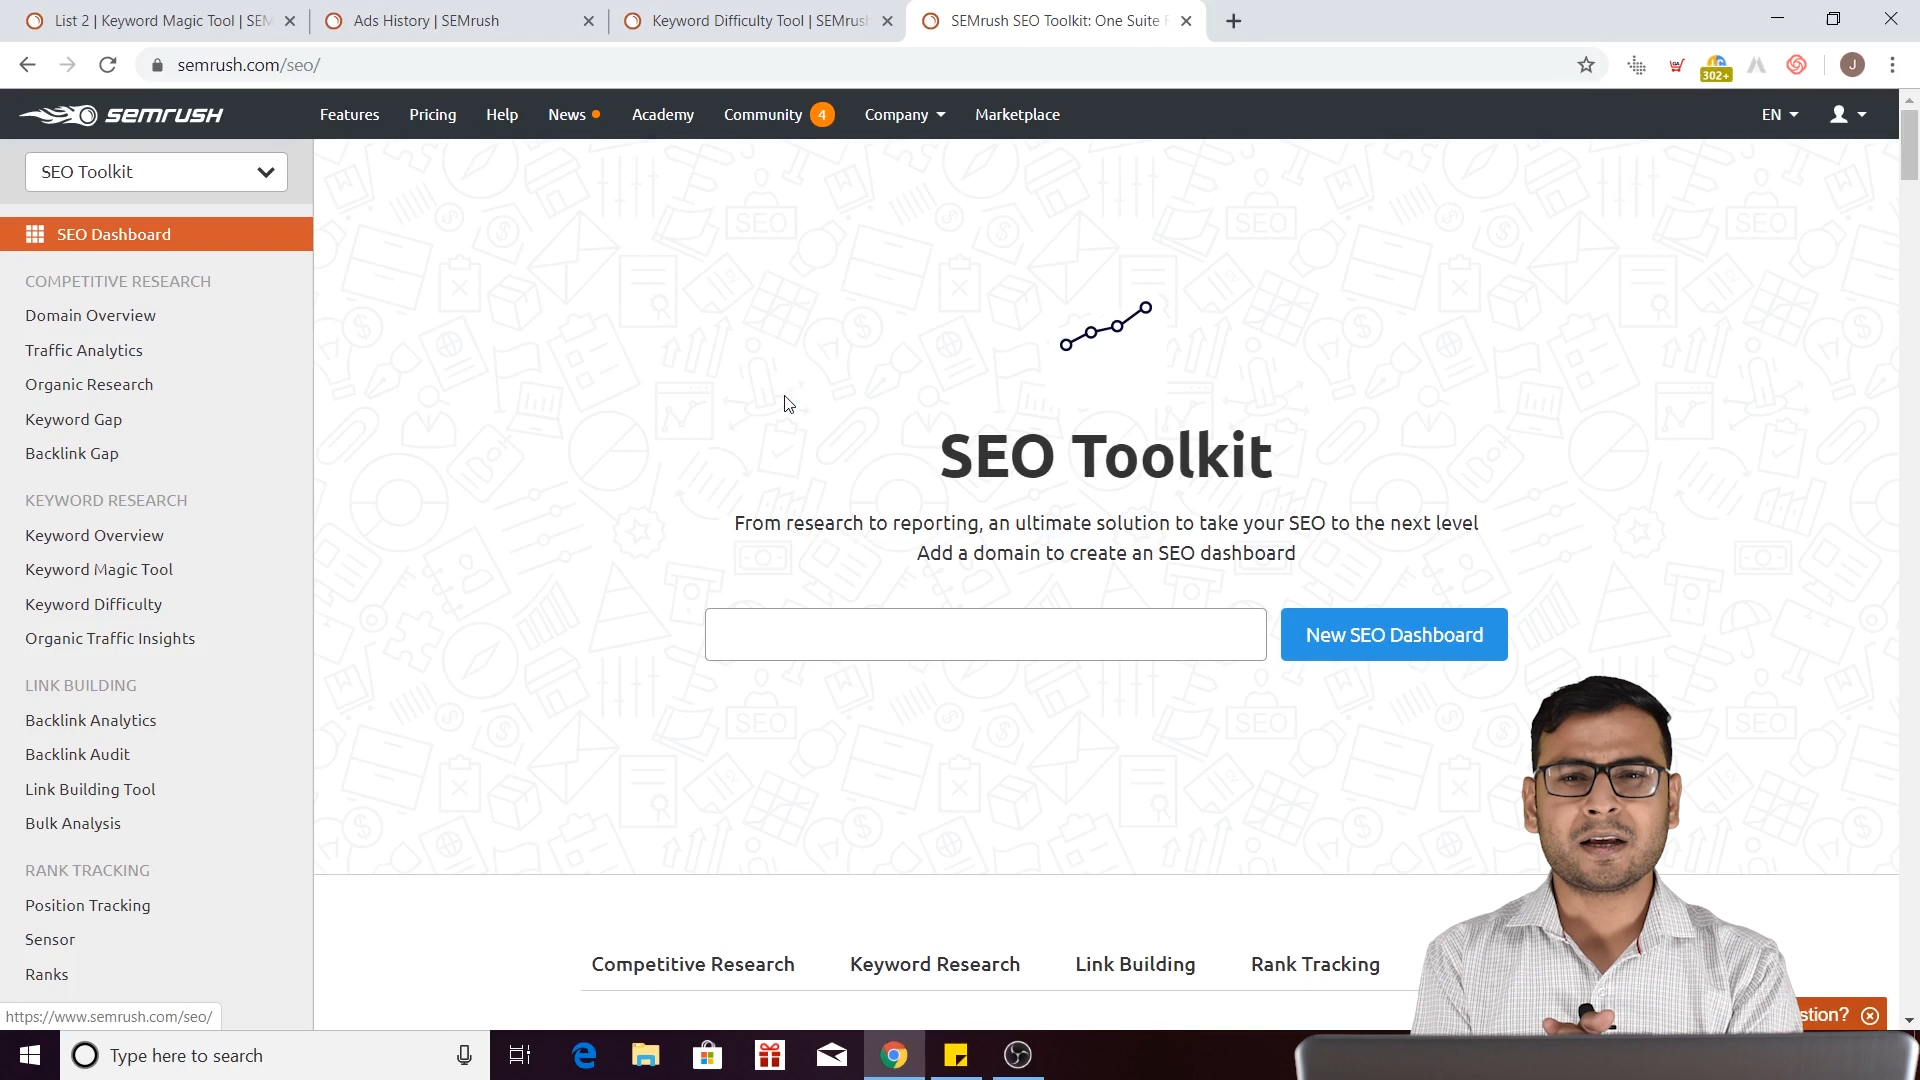 List 2 | Keyword Magic Tool | SEM
Ads History | SEMrush
Keyword Difficulty Tool | SEMrush
SEMrush SEO Toolkit: One Suite F
semrush.com/seo/
302+
J
SEMRUSH
Features
Pricing
Help
News
Academy
Community 4
Company
Marketplace
EN
SEO Toolkit
SEO Dashboard
COMPETITIVE RESEARCH
Domain Overview
Traffic Analytics
Organic Research
Keyword Gap
Backlink Gap
KEYWORD RESEARCH
Keyword Overview
Keyword Magic Tool
Keyword Difficulty
Organic Traffic Insights
LINK BUILDING
Backlink Analytics
Backlink Audit
Link Building Tool
Bulk Analysis
RANK TRACKING
Position Tracking
Sensor
Ranks
https://www.semrush.com/seo/
SEO Toolkit
From research to reporting, an ultimate solution to take your SEO to the next level
Add a domain to create an SEO dashboard
New SEO Dashboard
SEO
SEO
SEO
SEO
SEO
SEO
Competitive Research
Keyword Research
Link Building
Rank Tracking
stion?
Type here to search